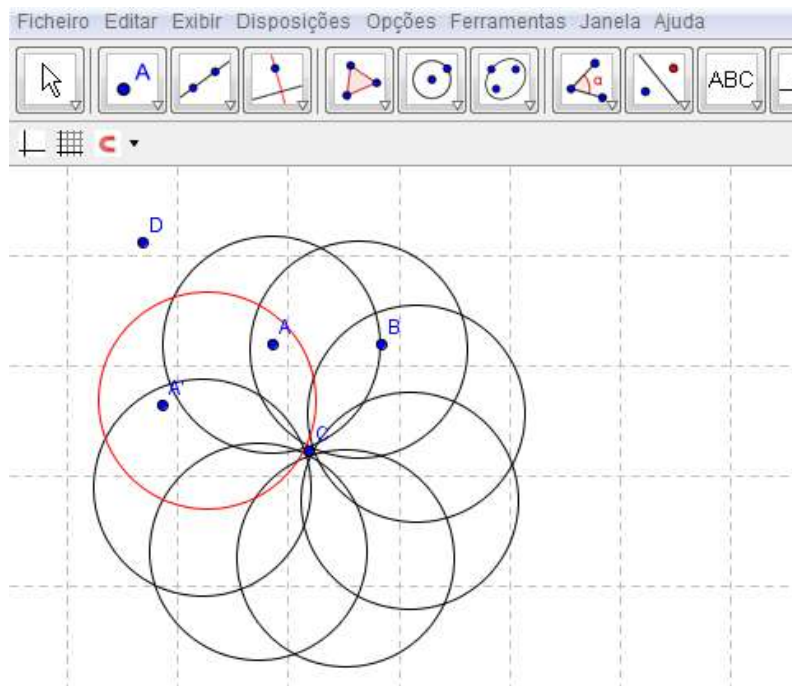 Ficheiro Editar Exibir Disposições Opções Ferramentas Janela Ajuda
A α ABC
D
A B
A'
C